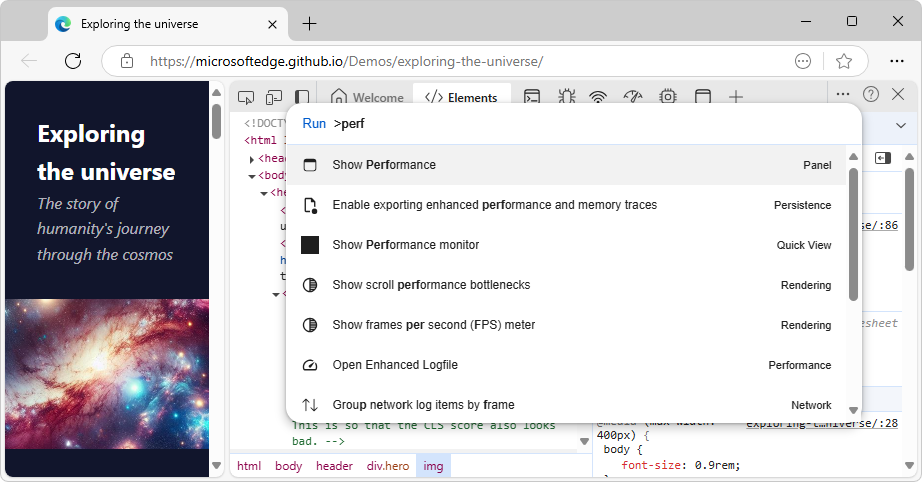 Exploring the universe
https://microsoftedge.github.io/Demos/exploring-the-universe/
Exploring
the universe
The story of
humanity's journey
through the cosmos
Welcome
Elements
<!DOCTY
<html l
<head
<body
<he
<
u
<
h
t
<
Run >perf
Show Performance Panel
Enable exporting enhanced performance and memory traces Persistence
Show Performance monitor Quick View
Show scroll performance bottlenecks Rendering
Show frames per second (FPS) meter Rendering
Open Enhanced Logfile Performance
Group network log items by frame Network
se/:86
esheet
This is so that the CLS score also looks
bad. -->
400px) {
body {
font-size: 0.9rem;
niverse/:28
html body header div.hero img